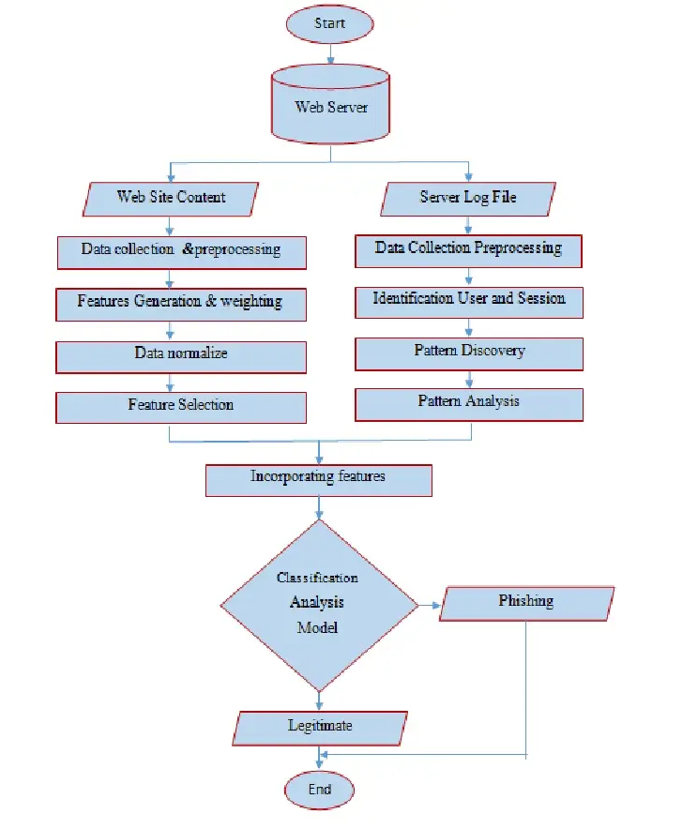 Start
Web Server
Web Site Content
Server Log File
Data collection &preprocessing
Data Collection Preprocessing
Features Generation & weighting
Identification User and Session
Data normalize
Pattern Discovery
Feature Selection
Pattern Analysis
Incorporating features
Classification
Analysis
Model
Phishing
Legitimate
End